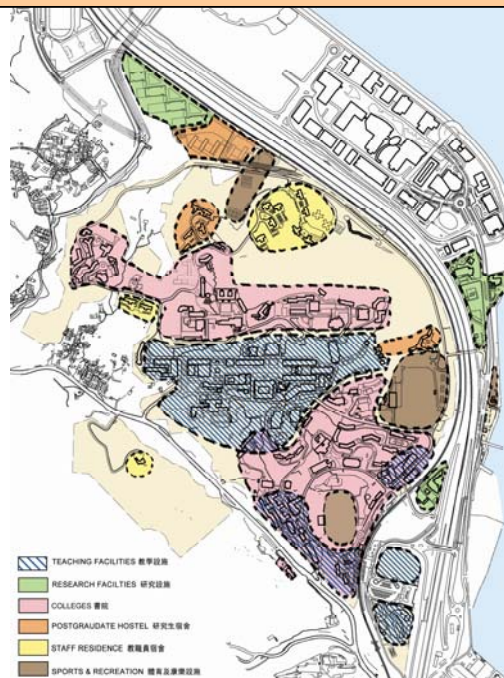 TEACHING FACILITIES 教學設施
RESEARCH FACILTIES 研究設施
COLLEGES 書院
POSTGRAUDATE HOSTEL 研究生宿舍
STAFF RESIDENCE 教職員宿舍
SPORTS & RECREATION 體育及康樂設施